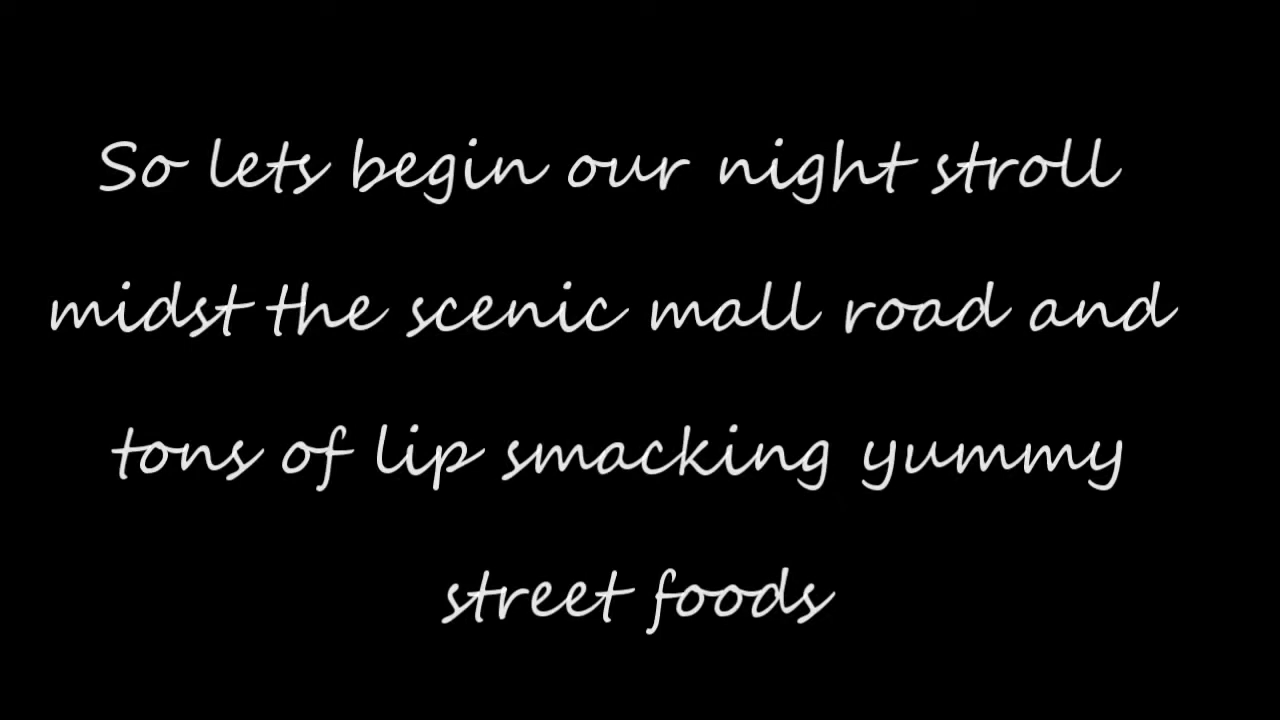 So lets begin our night stroll
midst the scenic mall road and
tons of lip smacking yummy
street foods